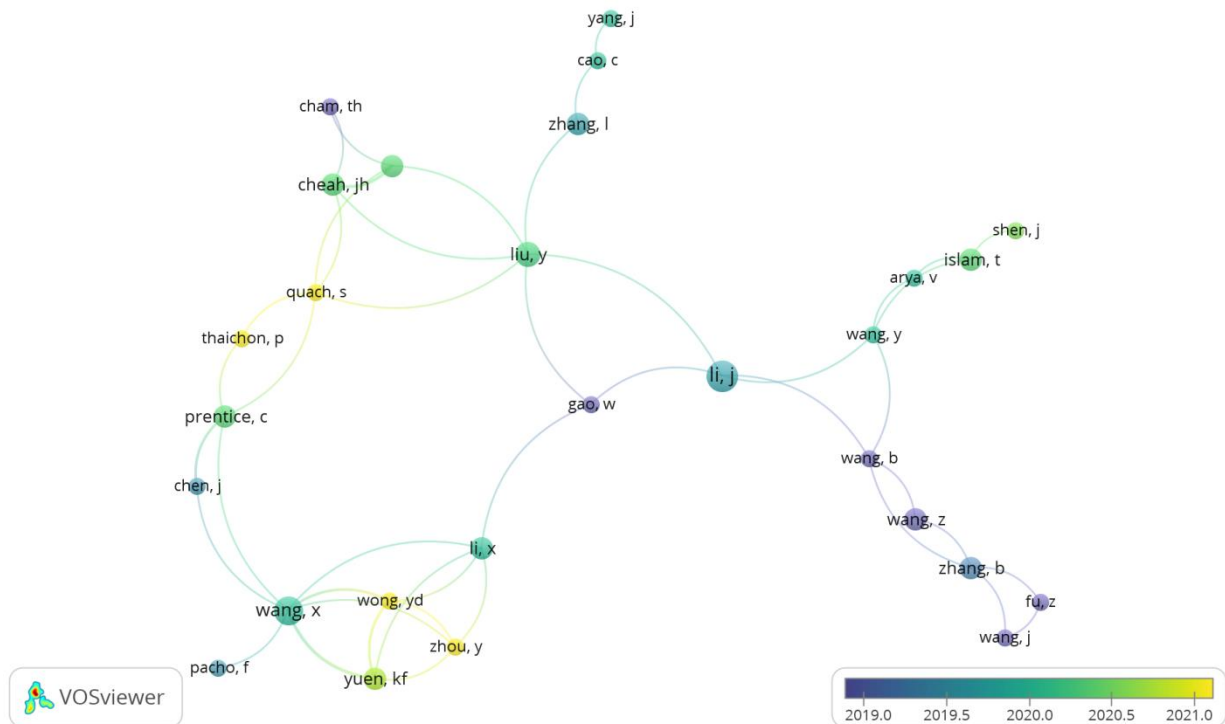 yang, j
cao, c
cham, th
zhang, l
cheah, jh
shen, j
liu, y
islam, t
arya, v
quach, s
thaichon, p
wang, y
li, j
gao, w
prentice, c
wang, b
chen, j
wang, z
li, x
zhang, b
wong, yd
fu, z
wang, x
wang, j
zhou, y
pacho, f
yuen, kf
VOSviewer
2019.0 2019.5 2020.0 2020.5 2021.0